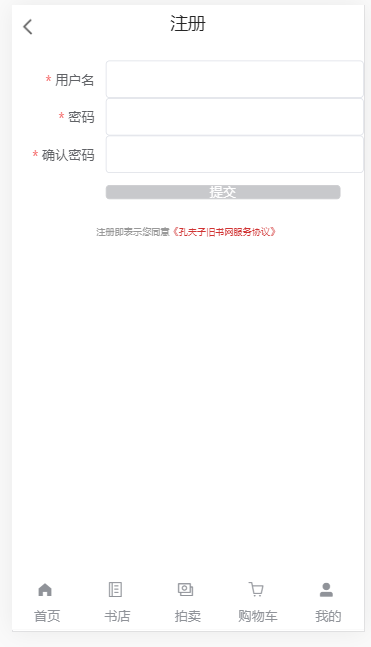 注册
* 用户名
* 密码
* 确认密码
提交
注册即表示您同意《孔夫子旧书网服务协议》
首页 书店 拍卖 购物车 我的